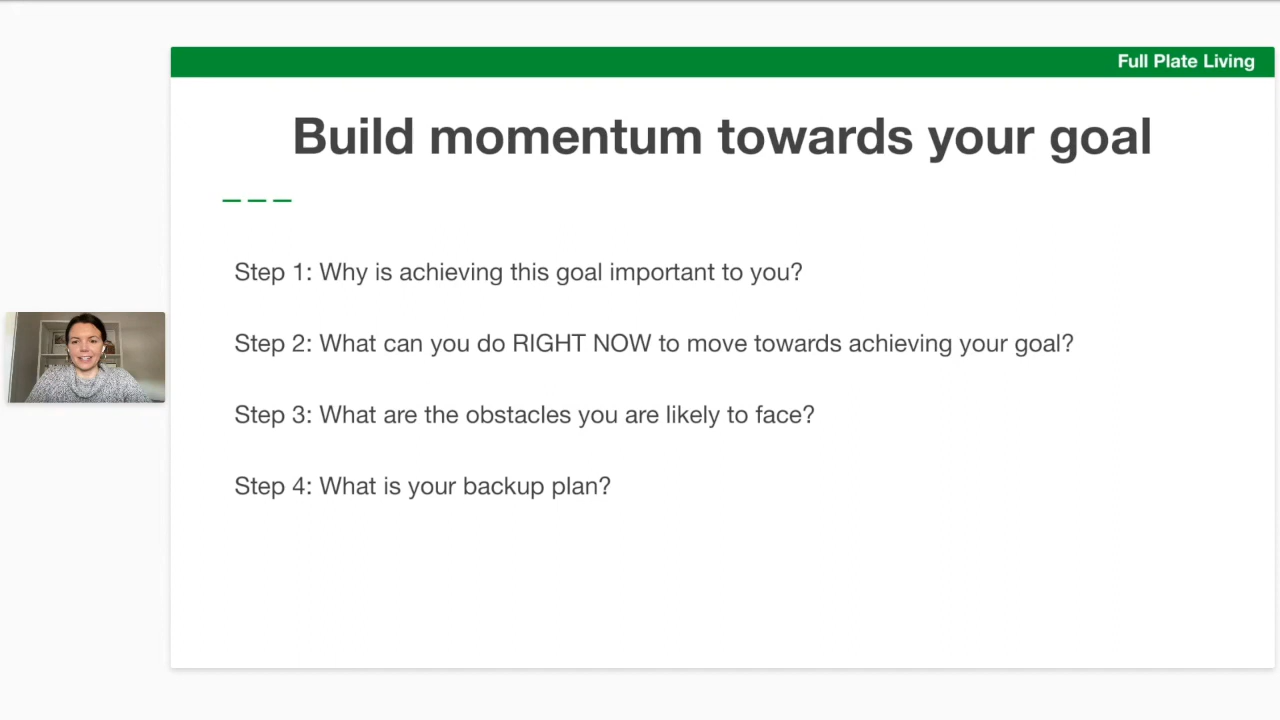 Full Plate Living
Build momentum towards your goal
Step 1: Why is achieving this goal important to you?
Step 2: What can you do RIGHT NOW to move towards achieving your goal?
Step 3: What are the obstacles you are likely to face?
Step 4: What is your backup plan?